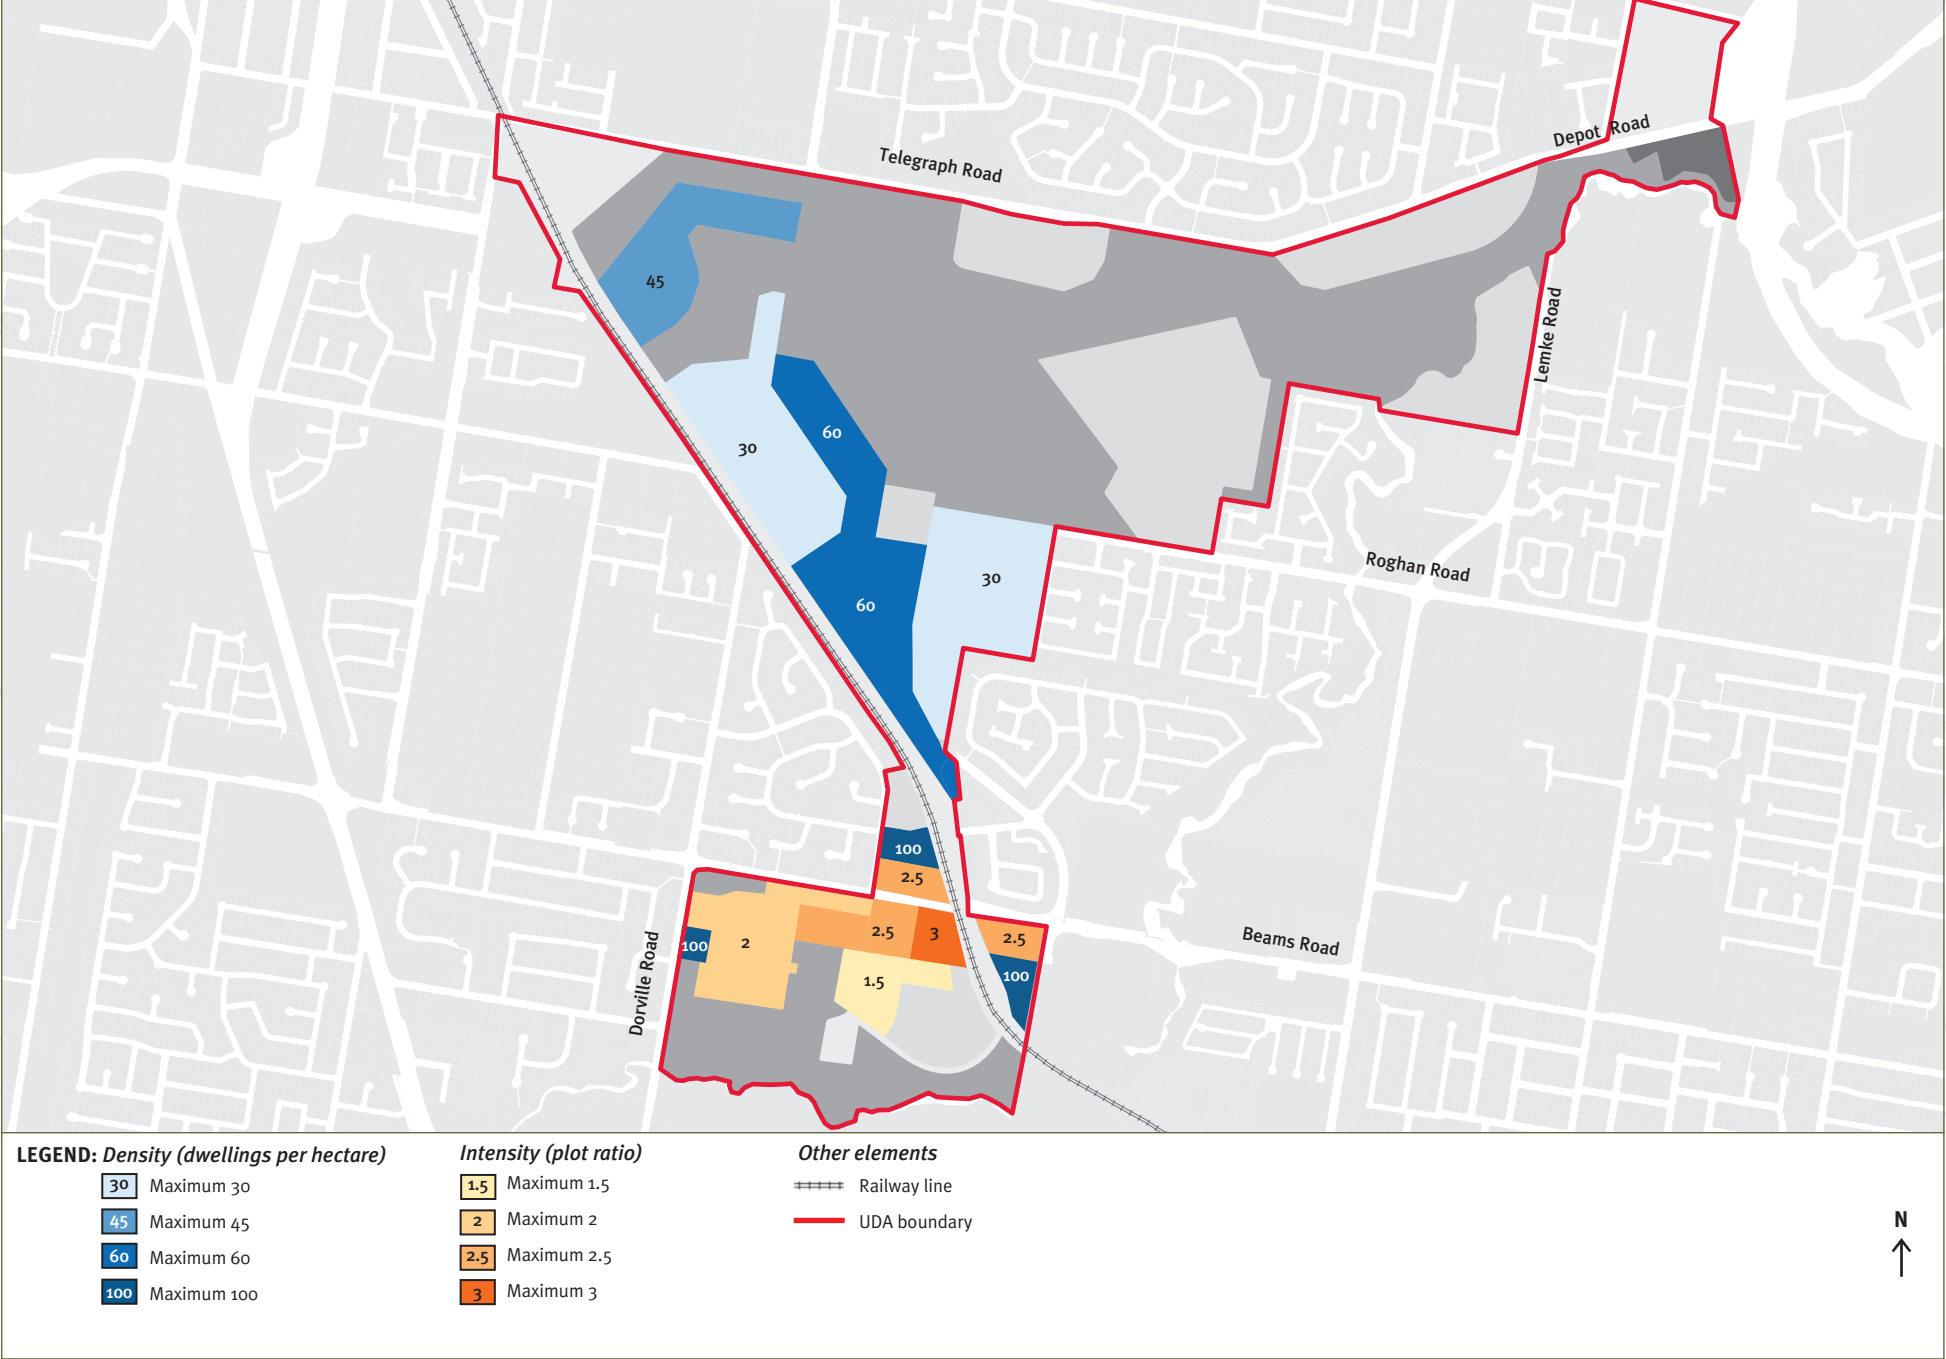 Depot Road
Telegraph Road
45
Lemke Road
60
30
Roghan Road
30
60
100
2.5
2.5
3
2.5
Beams Road
100
2
100
1.5
Dorville Road
LEGEND: Density (dwellings per hectare)
30 Maximum 30
45 Maximum 45
60 Maximum 60
100 Maximum 100
Intensity (plot ratio)
1.5 Maximum 1.5
2 Maximum 2
2.5 Maximum 2.5
3 Maximum 3
Other elements
Railway line
UDA boundary
N